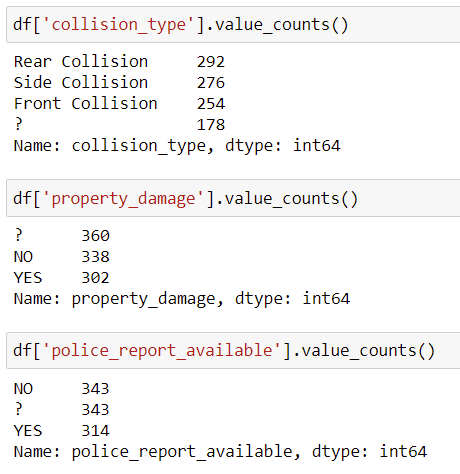 df['collision_type'].value_counts()
Rear Collision     292
Side Collision     276
Front Collision    254
?                  178
Name: collision_type, dtype: int64
df['property_damage'].value_counts()
?      360
NO     338
YES    302
Name: property_damage, dtype: int64
df['police_report_available'].value_counts()
NO     343
?      343
YES    314
Name: police_report_available, dtype: int64